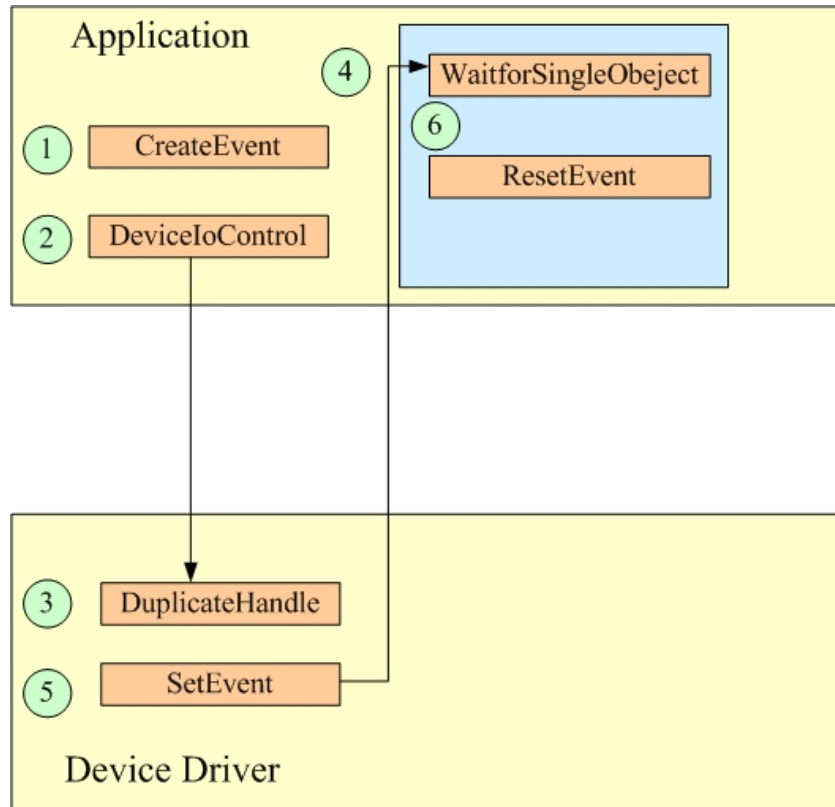 Application
4
WaitforSingleObeject
1
CreateEvent
6
ResetEvent
2
DeviceIoControl
3
DuplicateHandle
5
SetEvent
Device Driver